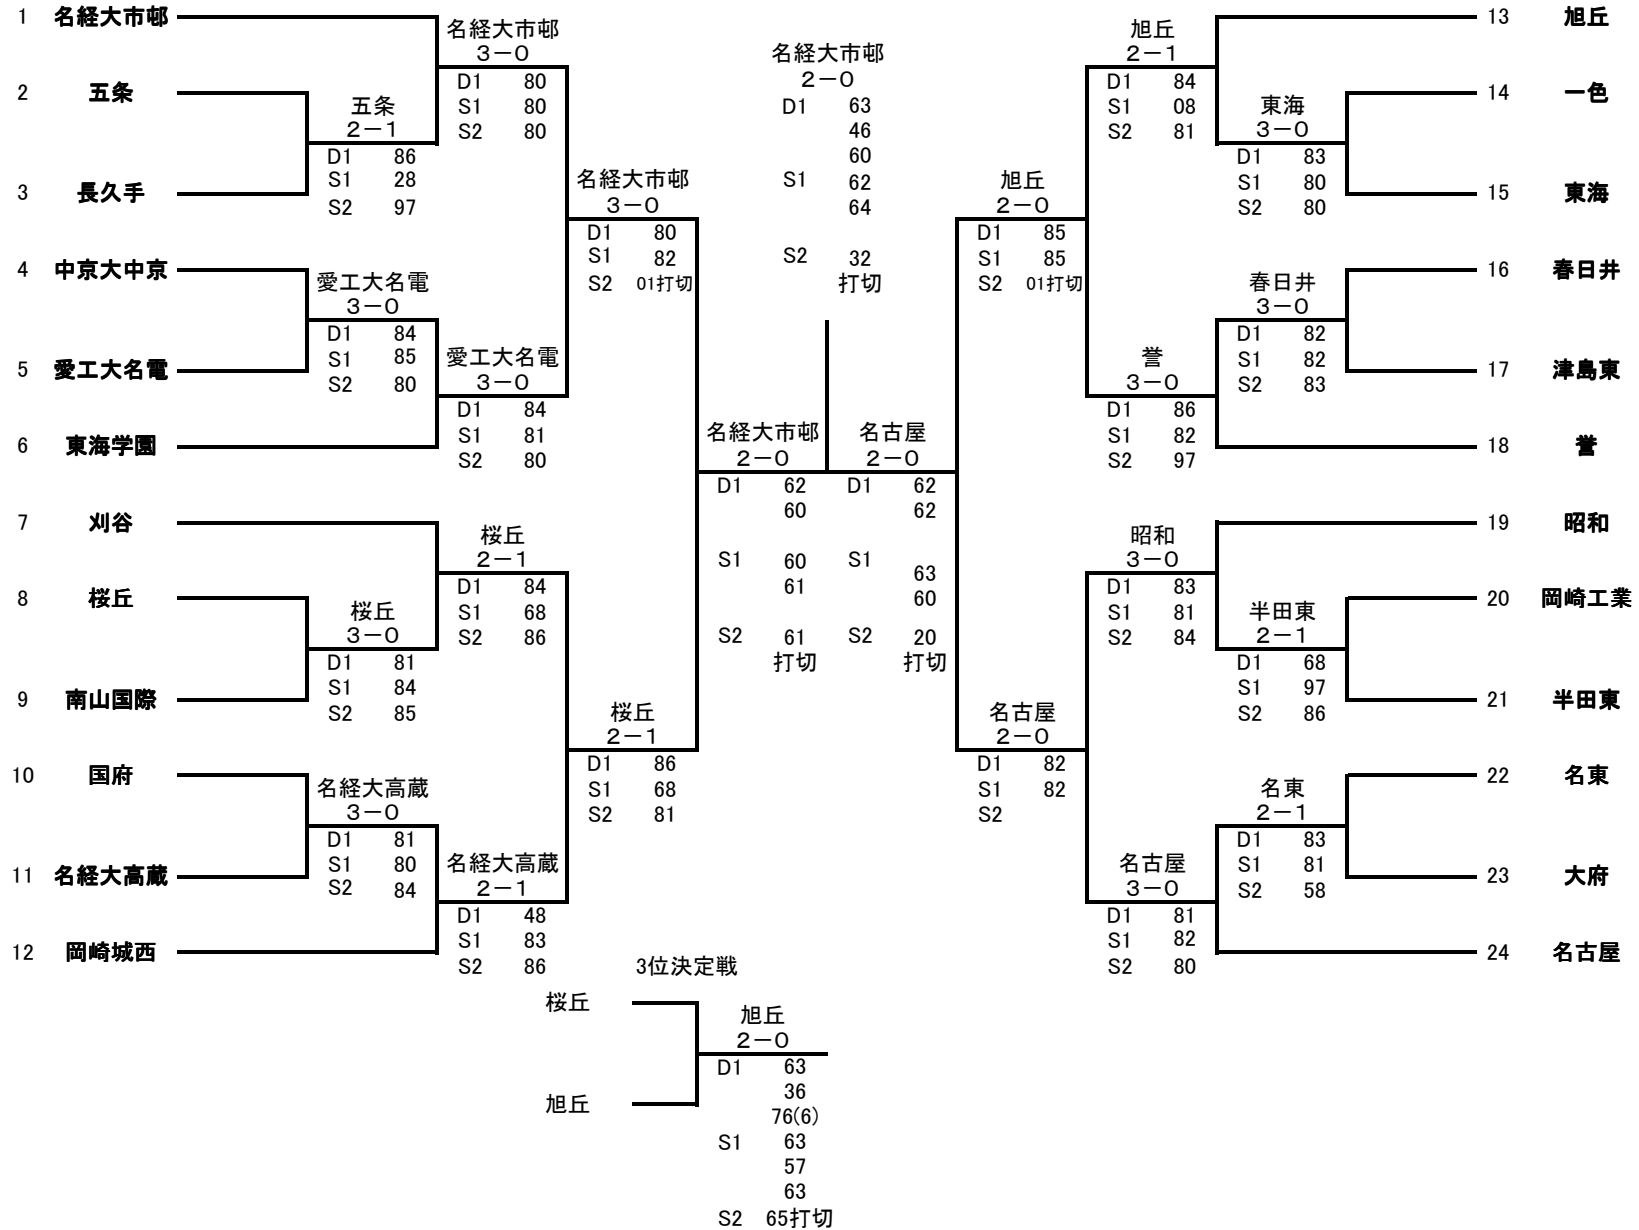 1 名経大市邨
2 五条
3 長久手
4 中京大中京
5 愛工大名電
6 東海学園
7 刈谷
8 桜丘
9 南山国際
10 国府
11 名経大高蔵
12 岡崎城西
五条
2-1
D1 86
S1 28
S2 97
愛工大名電
3-0
D1 84
S1 85
S2 80
桜丘
3-0
D1 81
S1 84
S2 85
名経大高蔵
3-0
D1 81
S1 80
S2 84
名経大市邨
3-0
D1 80
S1 80
S2 80
愛工大名電
3-0
D1 84
S1 81
S2 80
桜丘
2-1
D1 84
S1 68
S2 86
名経大高蔵
2-1
D1 48
S1 83
S2 86
名経大市邨
3-0
D1 80
S1 82
S2 01打切
桜丘
2-1
D1 86
S1 68
S2 81
名経大市邨
2-0
D1 62
60
S1 60
61
S2 61
打切
名経大市邨
2-0
D1 63
46
60
S1 62
64
S2 32
打切
名古屋
2-0
D1 62
62
S1
63
60
S2 20
打切
旭丘
2-0
D1 85
S1 85
S2 01打切
名古屋
2-0
D1 82
S1 82
S2
旭丘
2-1
D1 84
S1 08
S2 81
誉
3-0
D1 86
S1 82
S2 97
昭和
3-0
D1 83
S1 81
S2 84
名古屋
3-0
D1 81
S1 82
S2 80
東海
3-0
D1 83
S1 80
S2 80
春日井
3-0
D1 82
S1 82
S2 83
半田東
2-1
D1 68
S1 97
S2 86
名東
2-1
D1 83
S1 81
S2 58
13 旭丘
14 一色
15 東海
16 春日井
17 津島東
18 誉
19 昭和
20 岡崎工業
21 半田東
22 名東
23 大府
24 名古屋
3位決定戦
桜丘
旭丘
旭丘
2-0
D1 63
36
76(6)
S1 63
57
63
S2 65打切